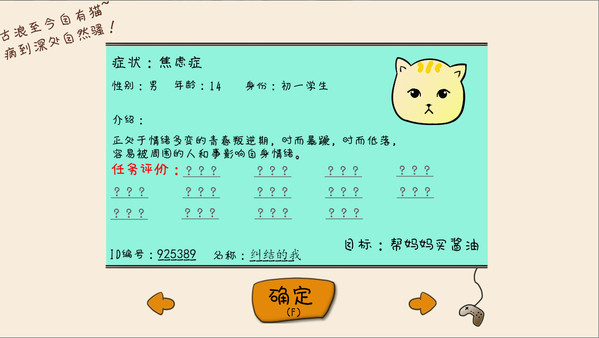 古浪至今自有猫~
病到深处自然骚！
症状：焦虑症
性别：男 年龄：14 身份：初一学生
介绍：
正处于情绪多变的青春叛逆期，时而暴躁，时而低落，
容易被周围的人和事影响自身情绪。
任务评价：？？？ ？？？ ？？？ ？？？
？？？ ？？？ ？？？ ？？？ ？？？
？？？ ？？？ ？？？ ？？？
目标：帮妈妈买酱油
ID编号：925389 名称：纠结的我
确定
(F)